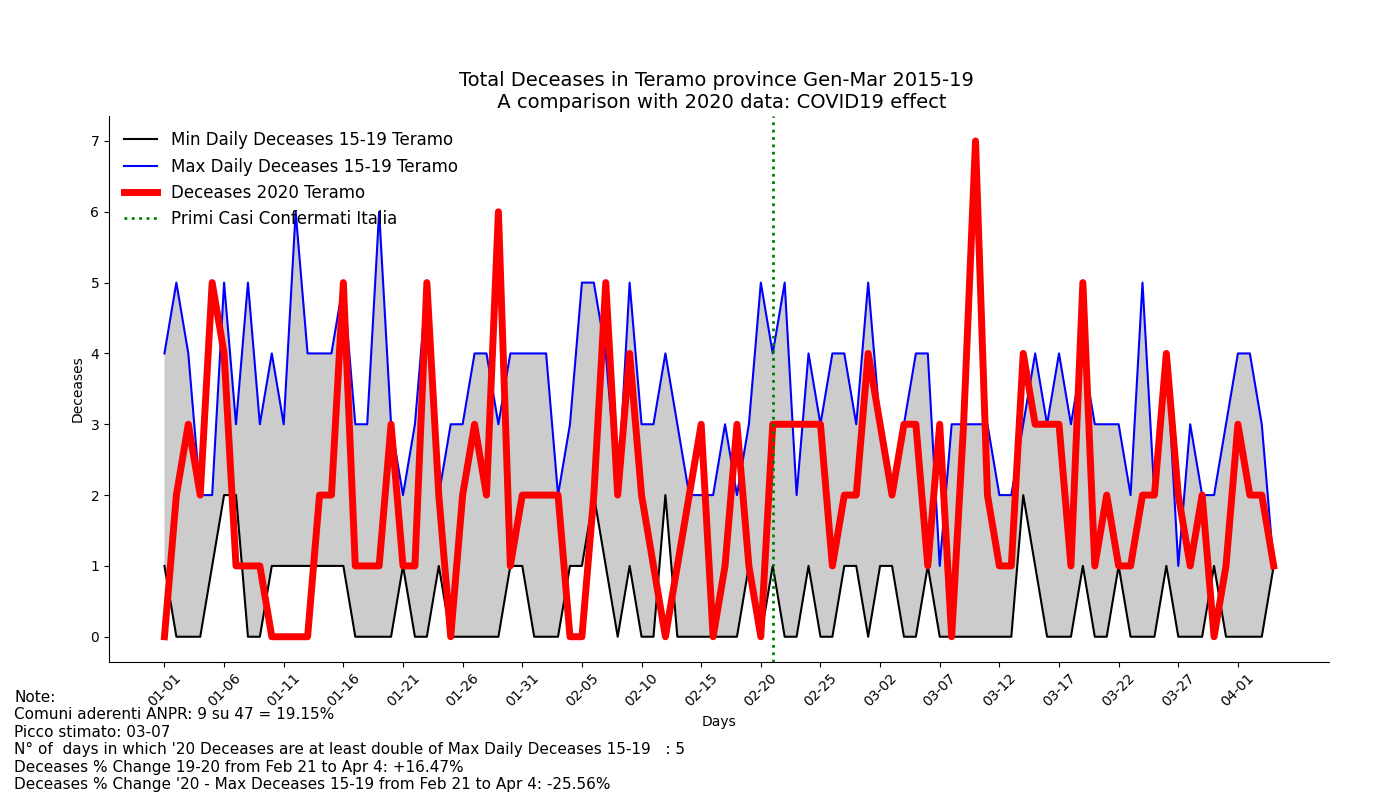 Total Deceases in Teramo province Gen-Mar 2015-19
A comparison with 2020 data: COVID19 effect
Min Daily Deceases 15-19 Teramo
Max Daily Deceases 15-19 Teramo
Deceases 2020 Teramo
Primi Casi Confermati Italia
7
6
5
4
3
2
1
0
Deceases
01-01
01-06
01-11
01-16
01-21
01-26
01-31
02-05
02-10
02-15
02-20
02-25
03-02
03-07
03-12
03-17
03-22
03-27
04-01
Days
Note:
Comuni aderenti ANPR: 9 su 47 = 19.15%
Picco stimato: 03-07
N° of  days in which '20 Deceases are at least double of Max Daily Deceases 15-19   : 5
Deceases % Change 19-20 from Feb 21 to Apr 4: +16.47%
Deceases % Change '20 - Max Deceases 15-19 from Feb 21 to Apr 4: -25.56%